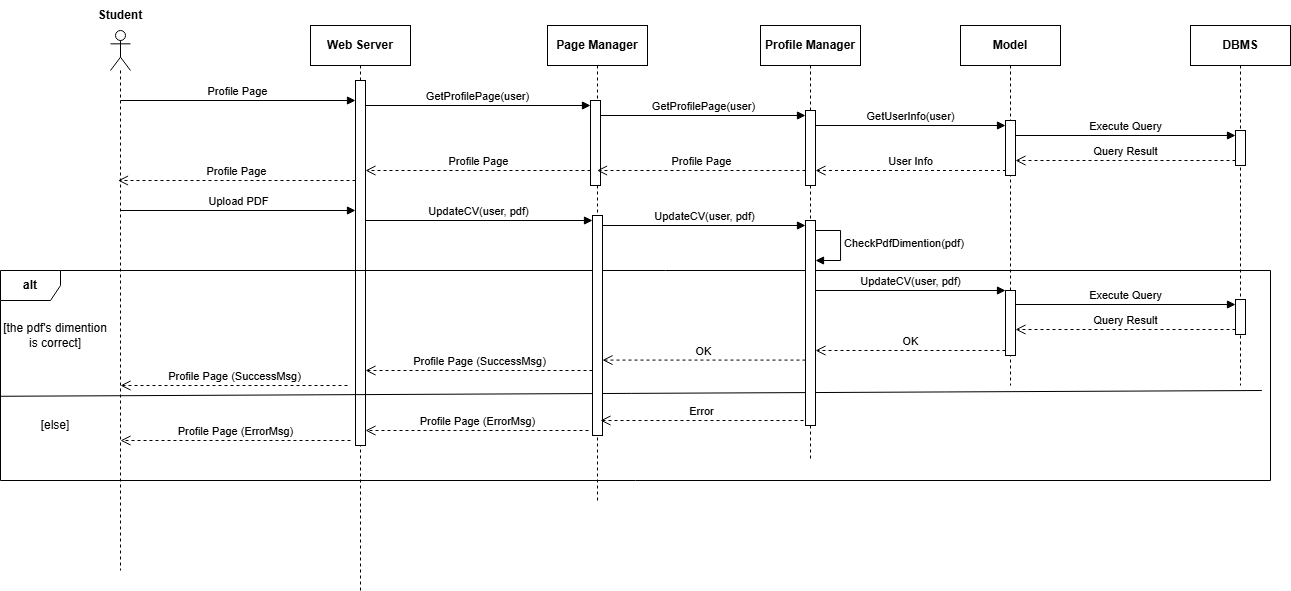 Student
Web Server
Page Manager
Profile Manager
Model
DBMS
Profile Page
GetProfilePage(user)
GetProfilePage(user)
GetUserInfo(user)
Execute Query
Query Result
User Info
Profile Page
Profile Page
Profile Page
Upload PDF
UpdateCV(user, pdf)
UpdateCV(user, pdf)
CheckPdfDimention(pdf)
alt
[the pdf's dimention
is correct]
UpdateCV(user, pdf)
Execute Query
Query Result
OK
OK
Profile Page (SuccessMsg)
Profile Page (SuccessMsg)
[else]
Error
Profile Page (ErrorMsg)
Profile Page (ErrorMsg)